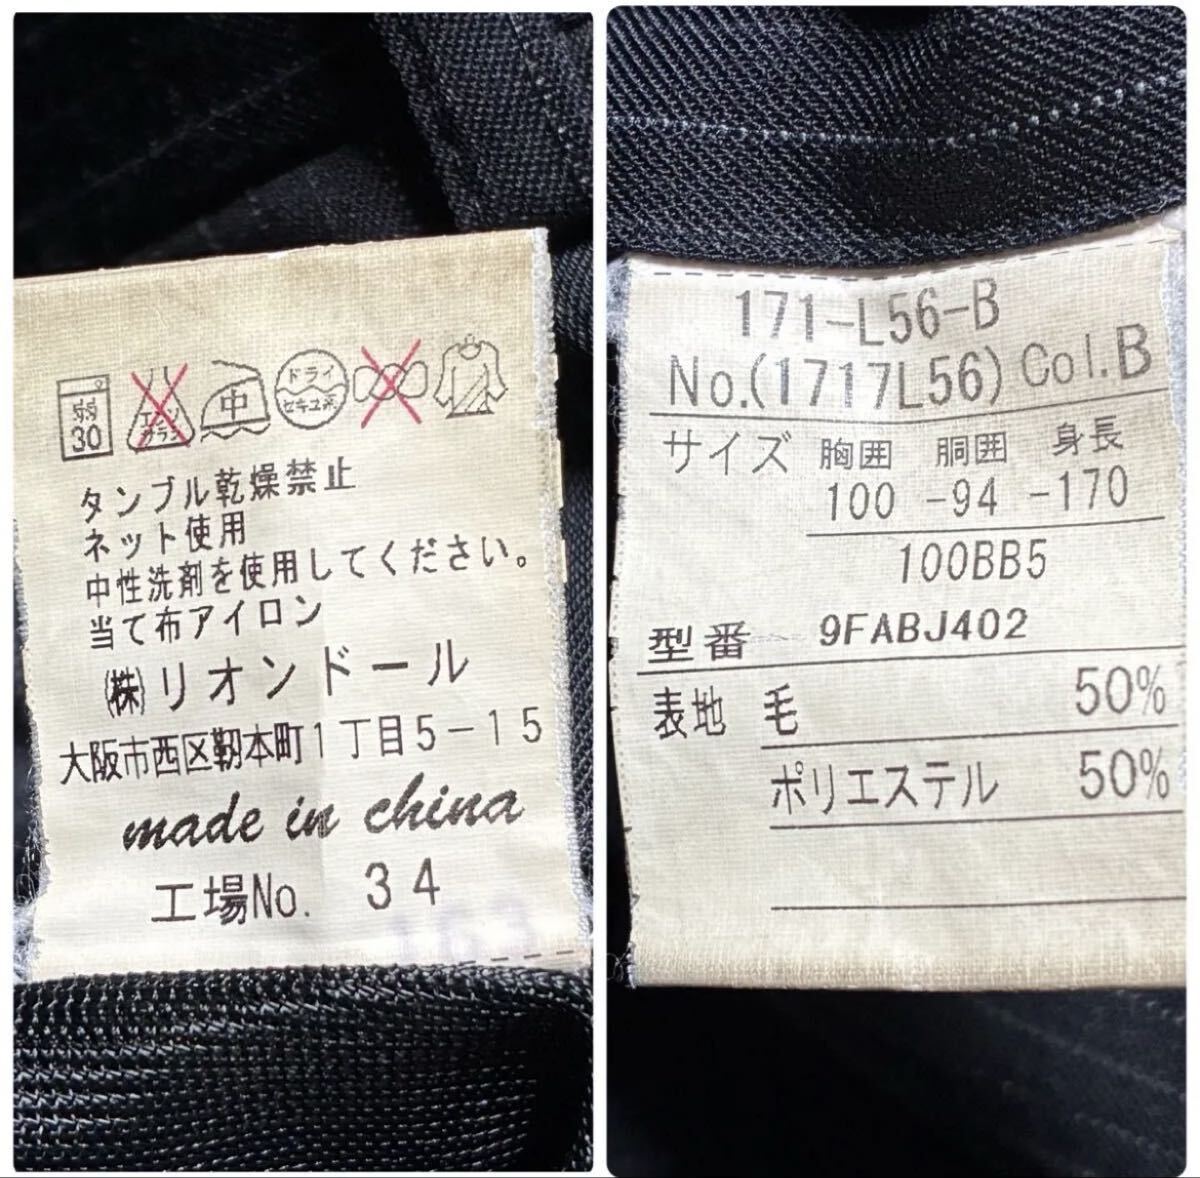 弱
30
エンソ
サラシ
中
ドライ
セキユ系
タンブル乾燥禁止
ネット使用
中性洗剤を使用してください。
当て布アイロン
(株)リオンドール
大阪市西区靱本町1丁目5-15
made in china
工場No. 34
171-L56-B
No.(1717L56) Col.B
サイズ 胸囲 胴囲 身長
100 -94 -170
100BB5
型番 9FABJ402
表地 毛 50%
ポリエステル 50%